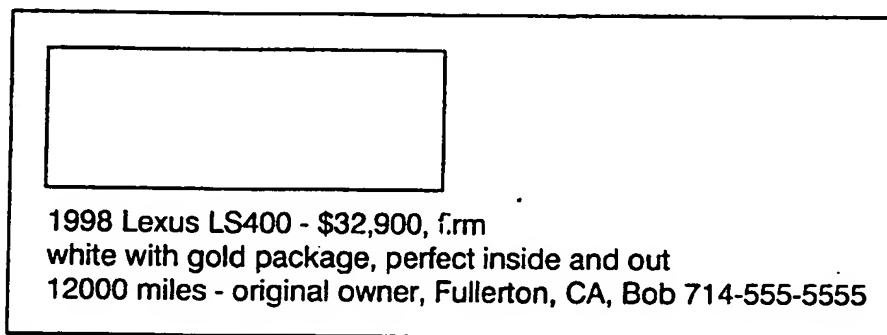 1998 Lexus LS400 - $32,900, firm
white with gold package, perfect inside and out
12000 miles - original owner, Fullerton, CA, Bob 714-555-5555